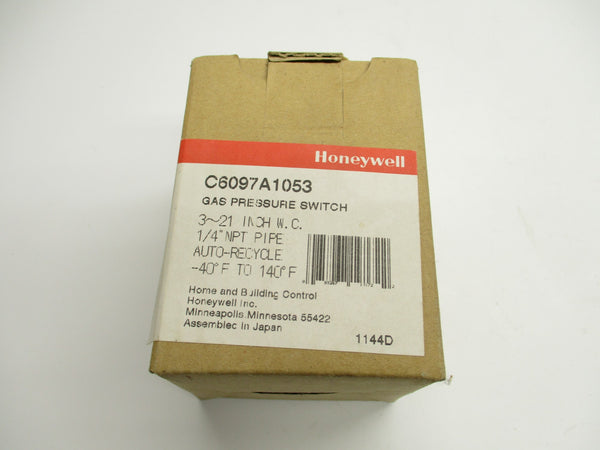 Honeywell
C6097A1053
GAS PRESSURE SWITCH
3~21 INCH W.C.
1/4" NPT PIPE
AUTO-RECYCLE
-40°F TO 140°F
Home and Building Control
Honeywell Inc.
Minneapolis, Minnesota 55422
Assembled in Japan
1144D